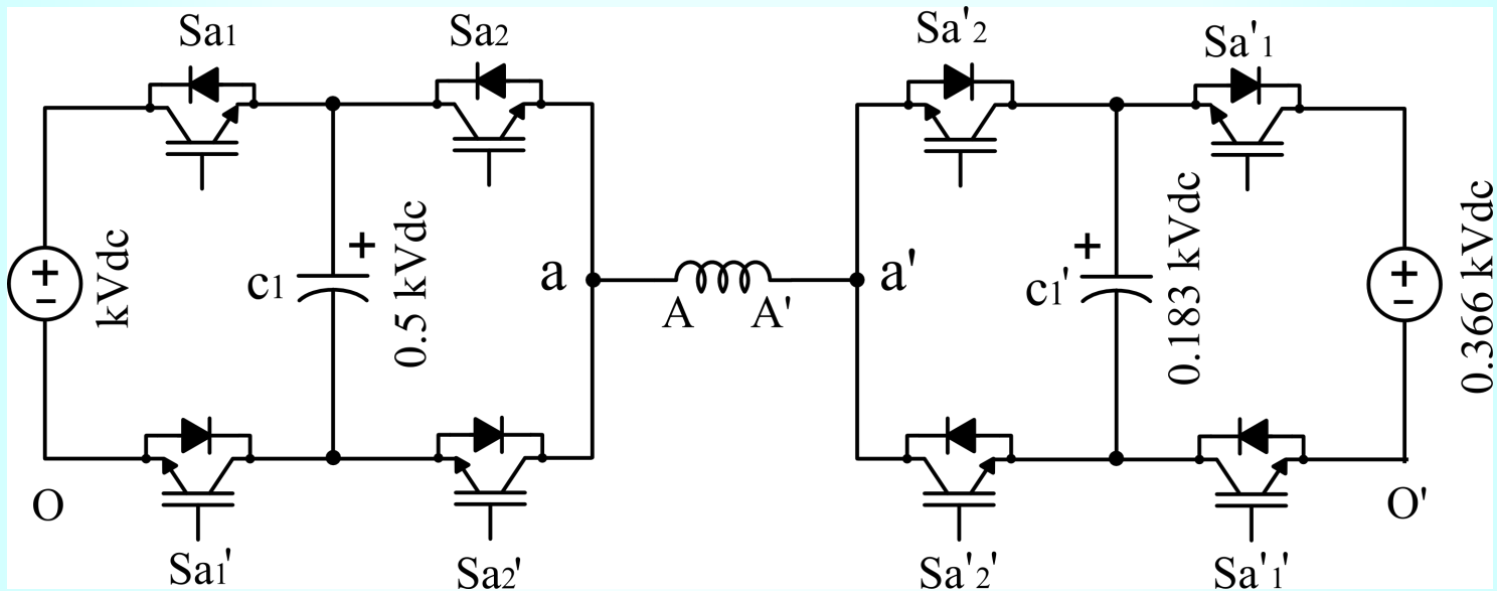 Sa1
Sa2
Sa'2
Sa'1
+
-
kVdc
c1
+
0.5 kVdc
a
A
A'
a'
c1'
+
0.183 kVdc
+
-
0.366 kVdc
O
O'
Sa1'
Sa2'
Sa'2'
Sa'1'